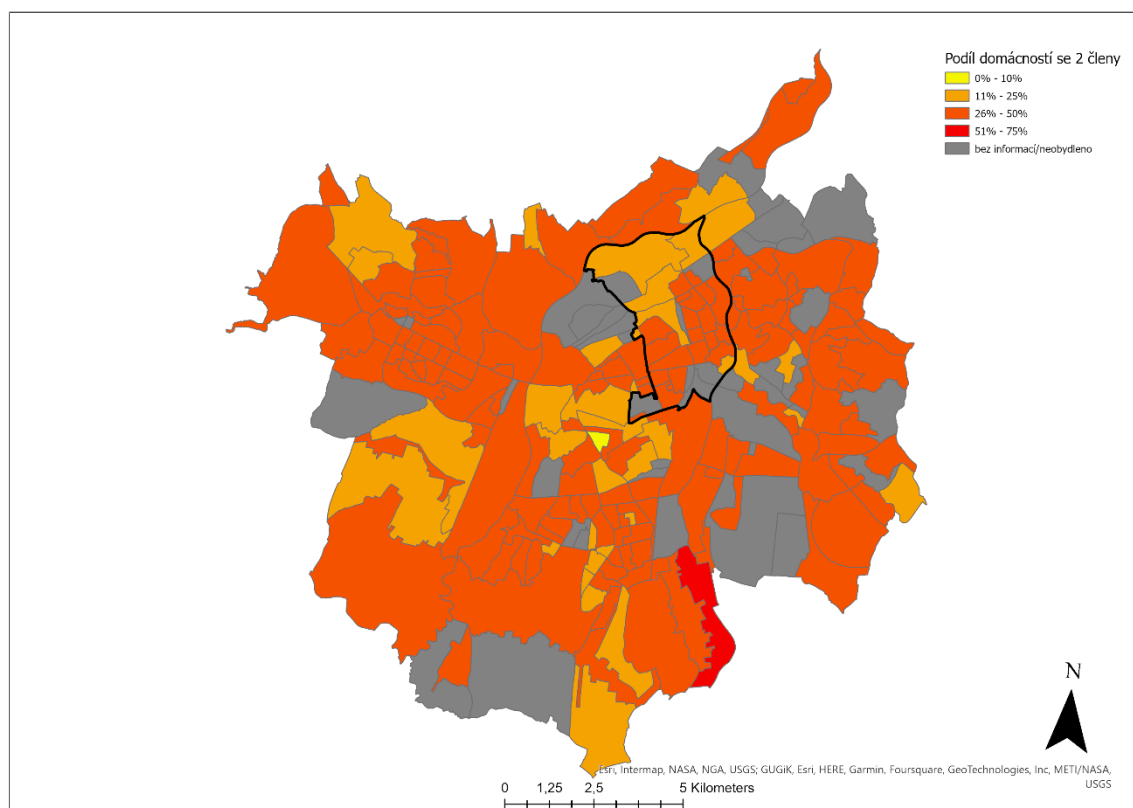 Podíl domácností se 2 členy
0% - 10%
11% - 25%
26% - 50%
51% - 75%
bez informací/neobydleno
N
Esri, Intermap, NASA, NGA, USGS; GUGiK, Esri, HERE, Garmin, Foursquare, GeoTechnologies, Inc, METI/NASA,
USGS
0 1,25 2,5 5 Kilometers